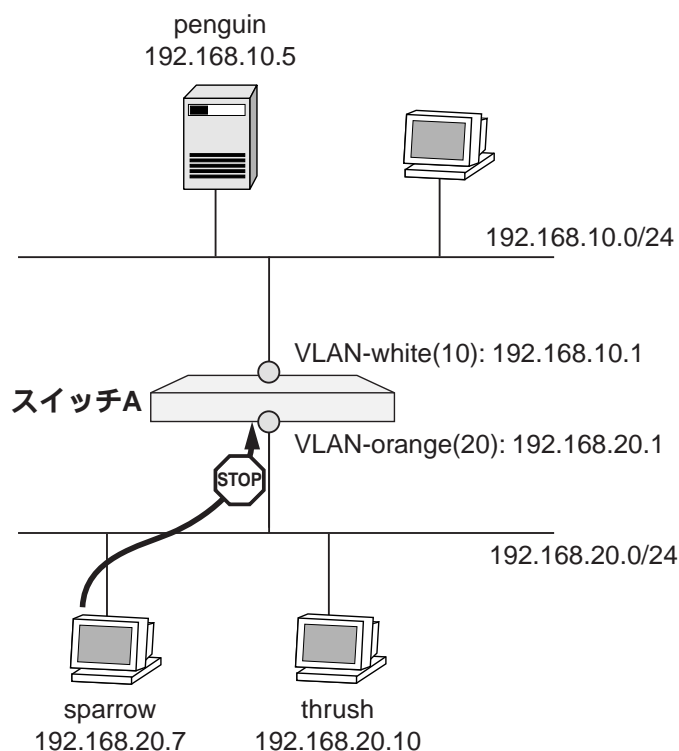 penguin
192.168.10.5
192.168.10.0/24
VLAN-white(10): 192.168.10.1
スイッチA
VLAN-orange(20): 192.168.20.1
STOP
192.168.20.0/24
sparrow
192.168.20.7
thrush
192.168.20.10